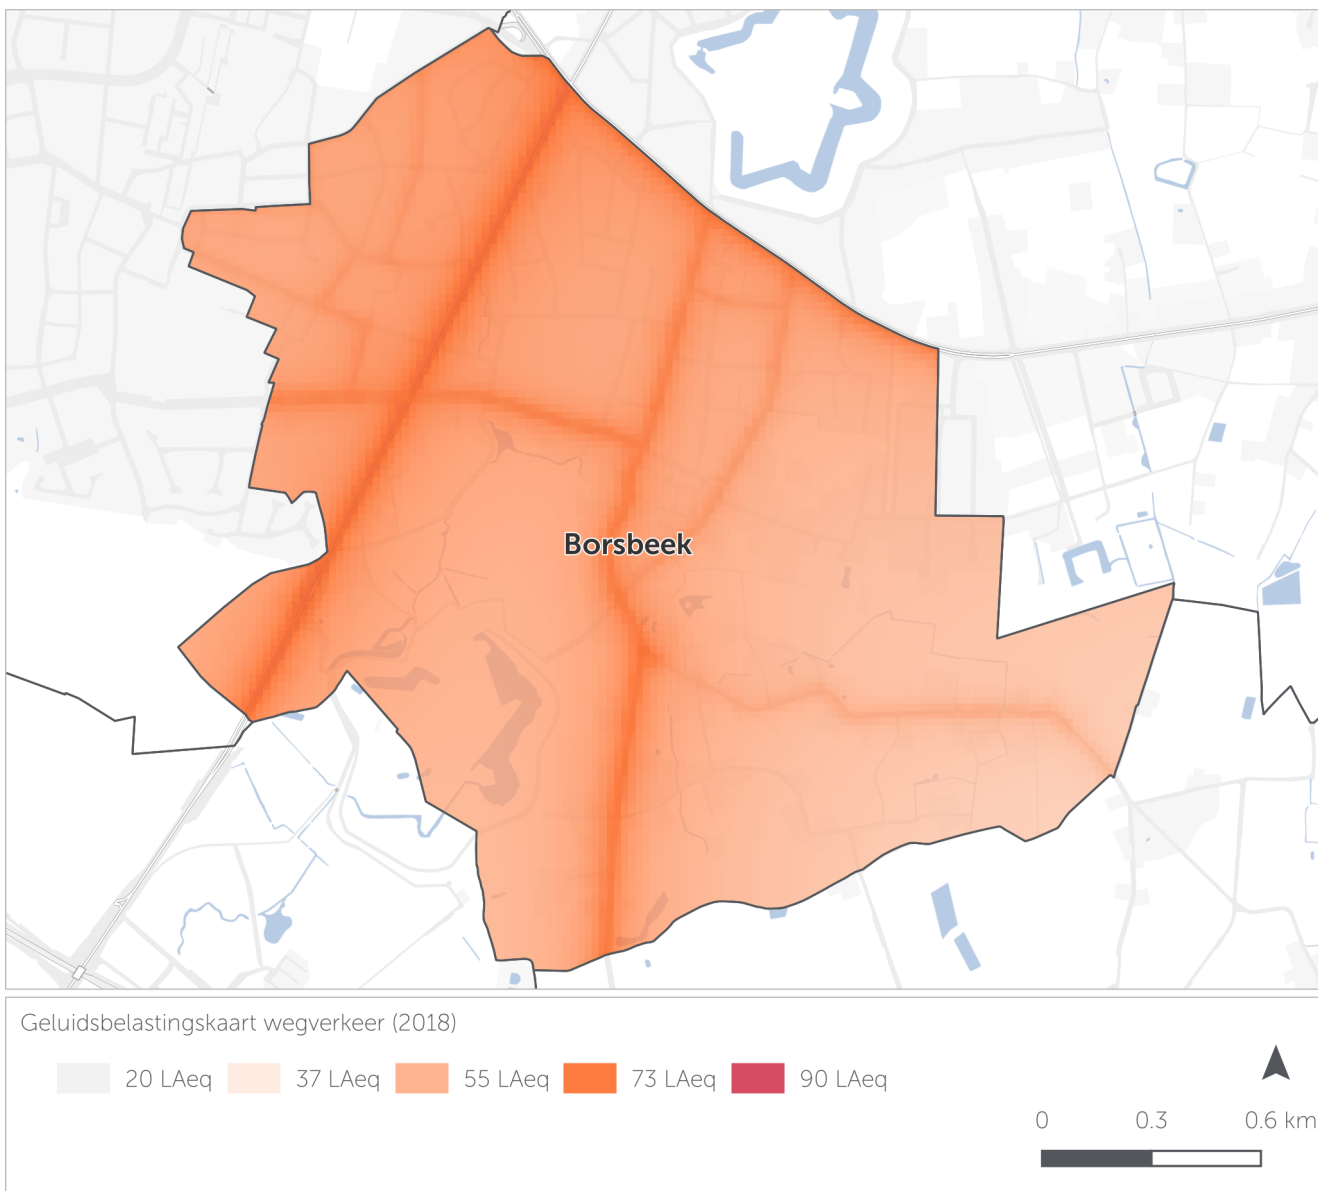 Borsbeek
Geluidsbelastingskaart wegverkeer (2018)
20 LAeq 37 LAeq 55 LAeq 73 LAeq 90 LAeq
0 0.3 0.6 km